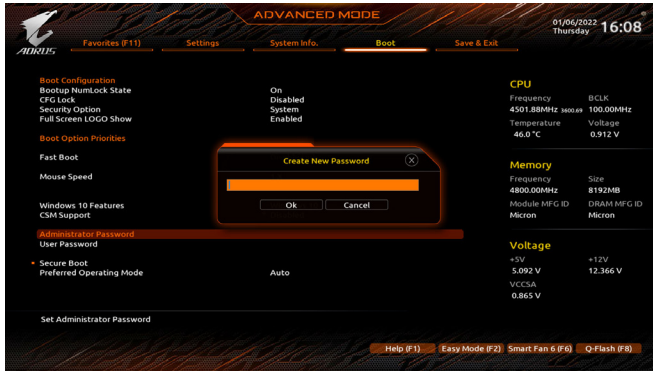 ADVANCED MODE
01/06/2022 Thursday 16:08
AORUS
Favorites (F11) Settings System Info. Boot Save & Exit
Boot Configuration
Bootup NumLock State On
CFG Lock Disabled
Security Option System
Full Screen LOGO Show Enabled
Boot Option Priorities
Fast Boot
Mouse Speed
Windows 10 Features
CSM Support
Administrator Password
User Password
Secure Boot
Preferred Operating Mode Auto
Set Administrator Password
Create New Password
Ok Cancel
CPU
Frequency BCLK
4501.88MHz 3600.69 100.00MHz
Temperature Voltage
46.0 °C 0.912 V
Memory
Frequency Size
4800.00MHz 8192MB
Module MFG ID DRAM MFG ID
Micron Micron
Voltage
+5V +12V
5.092 V 12.366 V
VCCSA
0.865 V
Help (F1) Easy Mode (F2) Smart Fan 6 (F6) Q-Flash (F8)